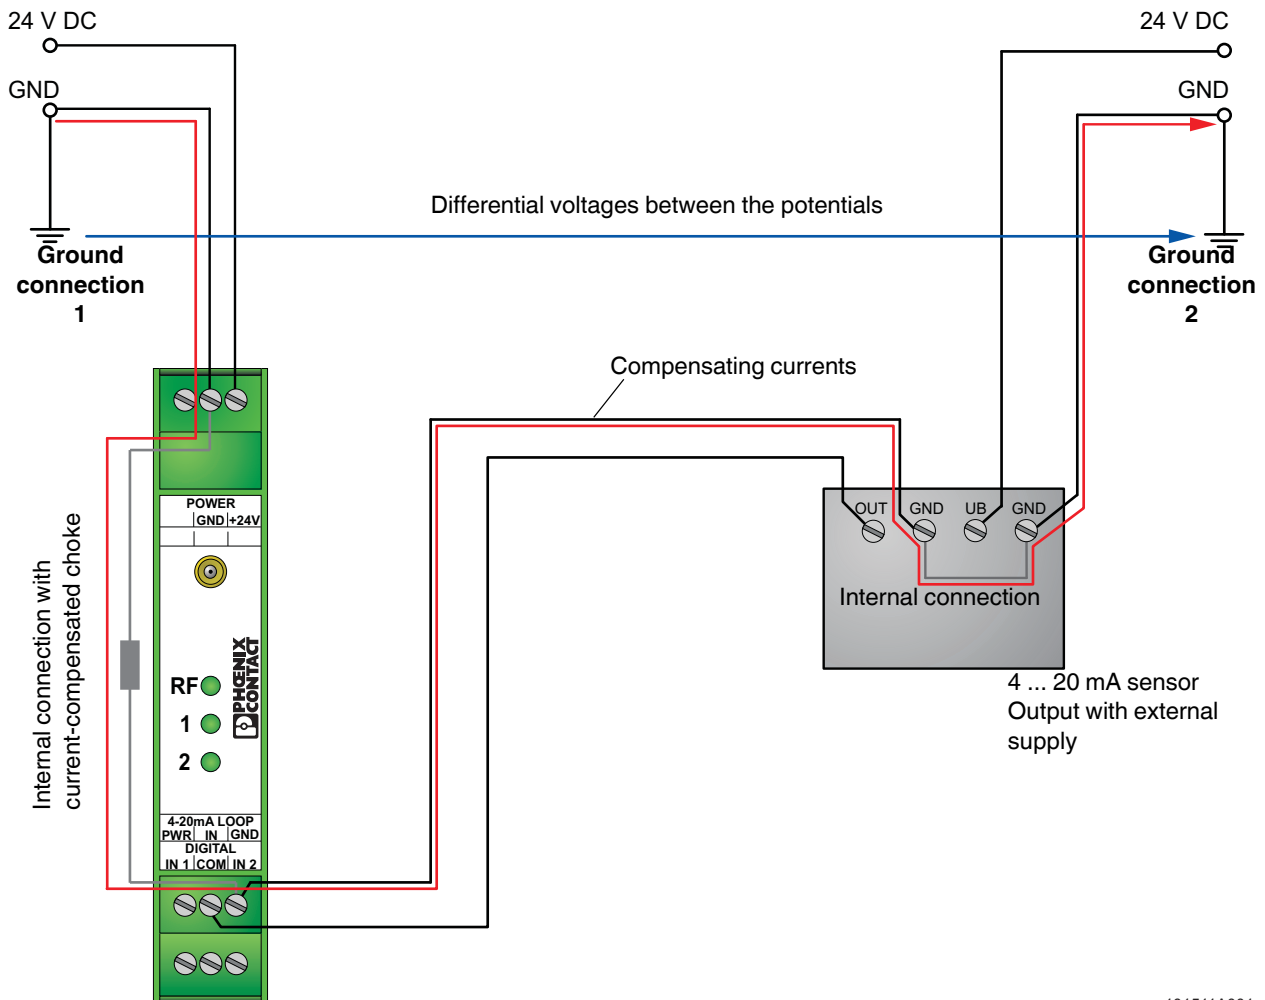 24 V DC
24 V DC
GND
GND
Differential voltages between the potentials
Ground
connection
1
Ground
connection
2
Compensating currents
POWER
GND +24V
OUT GND UB GND
Internal connection
Internal connection with
current-compensated choke
PHŒNIX
CONTACT
RF
1
2
4 ... 20 mA sensor
Output with external
supply
4-20mA LOOP
PWR IN GND
DIGITAL
IN 1 COM IN 2